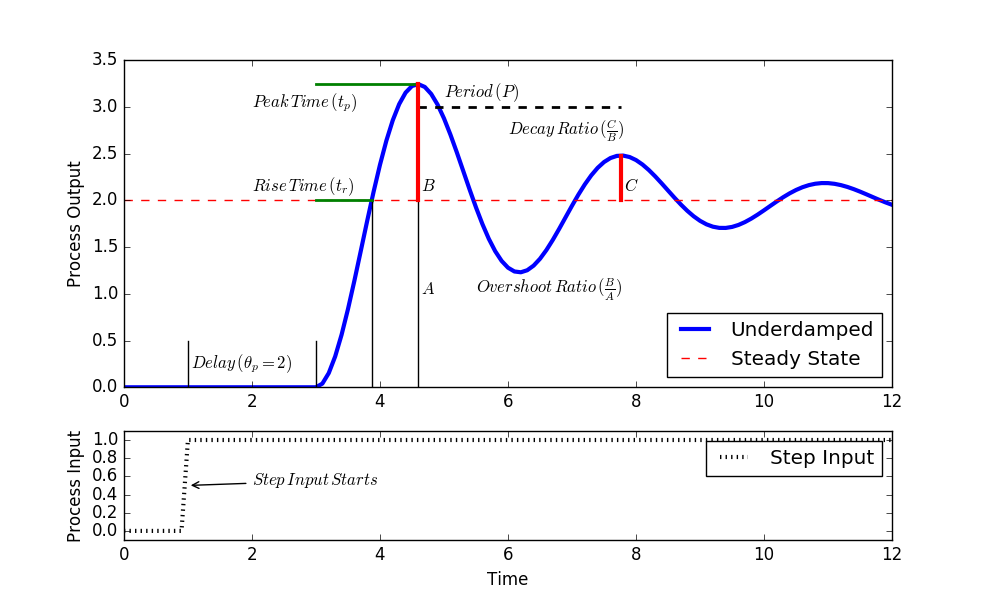 3.5
Peak Time (t_p)
Period (P)
3.0
Decay Ratio (C/B)
2.5
Rise Time (t_r)
B
C
2.0
Process Output
1.5
A
Overshoot Ratio (B/A)
1.0
Underdamped
0.5
Delay (θ_p = 2)
Steady State
0.0
0 2 4 6 8 10 12
Process Input
1.0
0.8
0.6
0.4
0.2
0.0
Step Input
Step Input Starts
0 2 4 6 8 10 12
Time